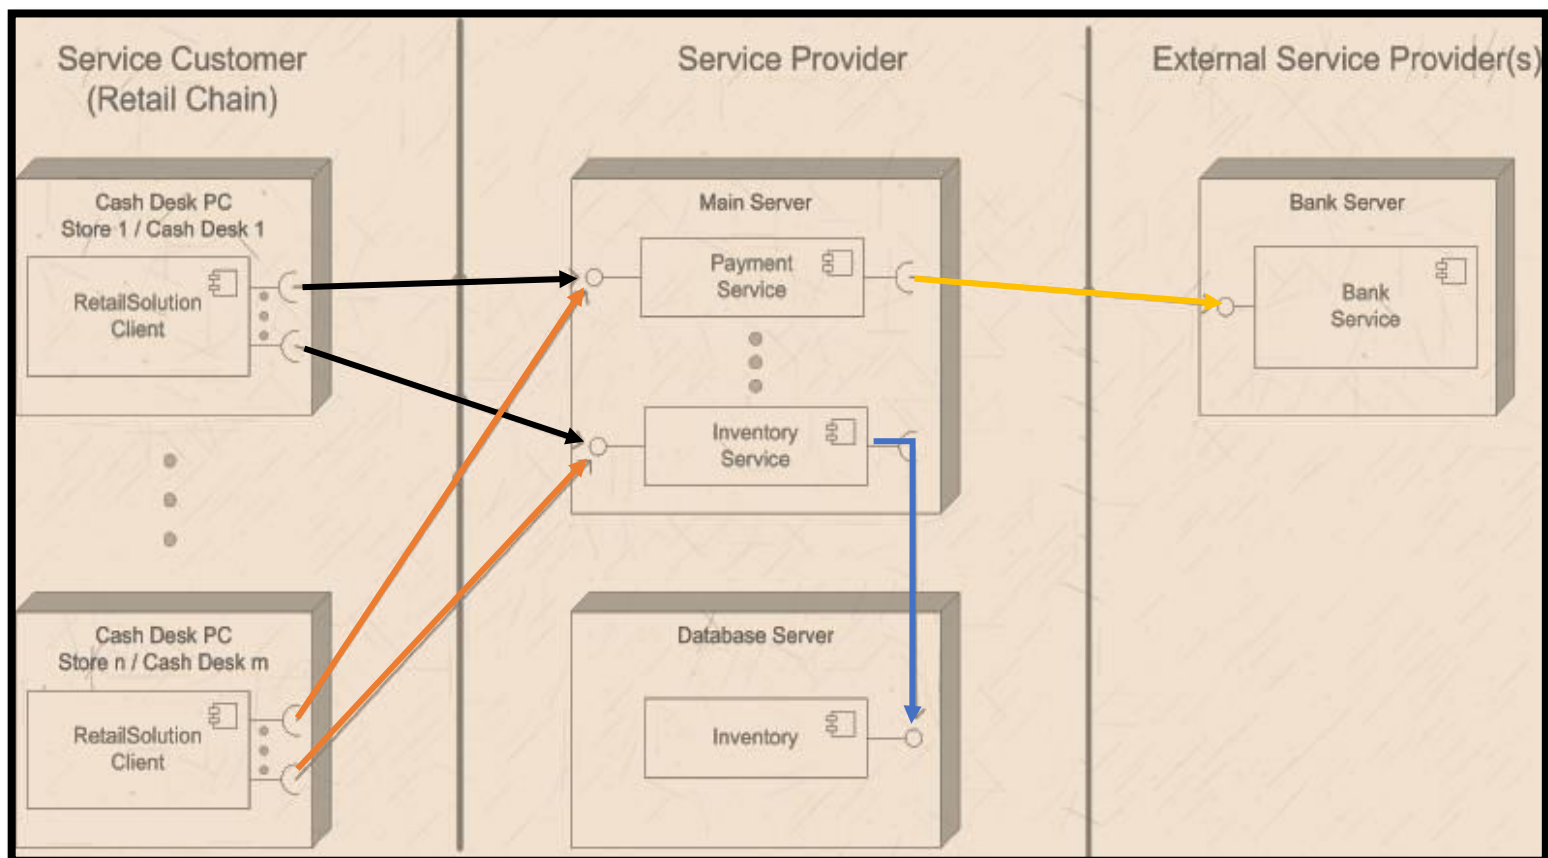 Service Customer
(Retail Chain)
Service Provider
External Service Provider(s)
Cash Desk PC
Store 1 / Cash Desk 1
RetailSolution
Client
Main Server
Payment
Service
Inventory
Service
Bank Server
Bank
Service
Cash Desk PC
Store n / Cash Desk m
RetailSolution
Client
Database Server
Inventory